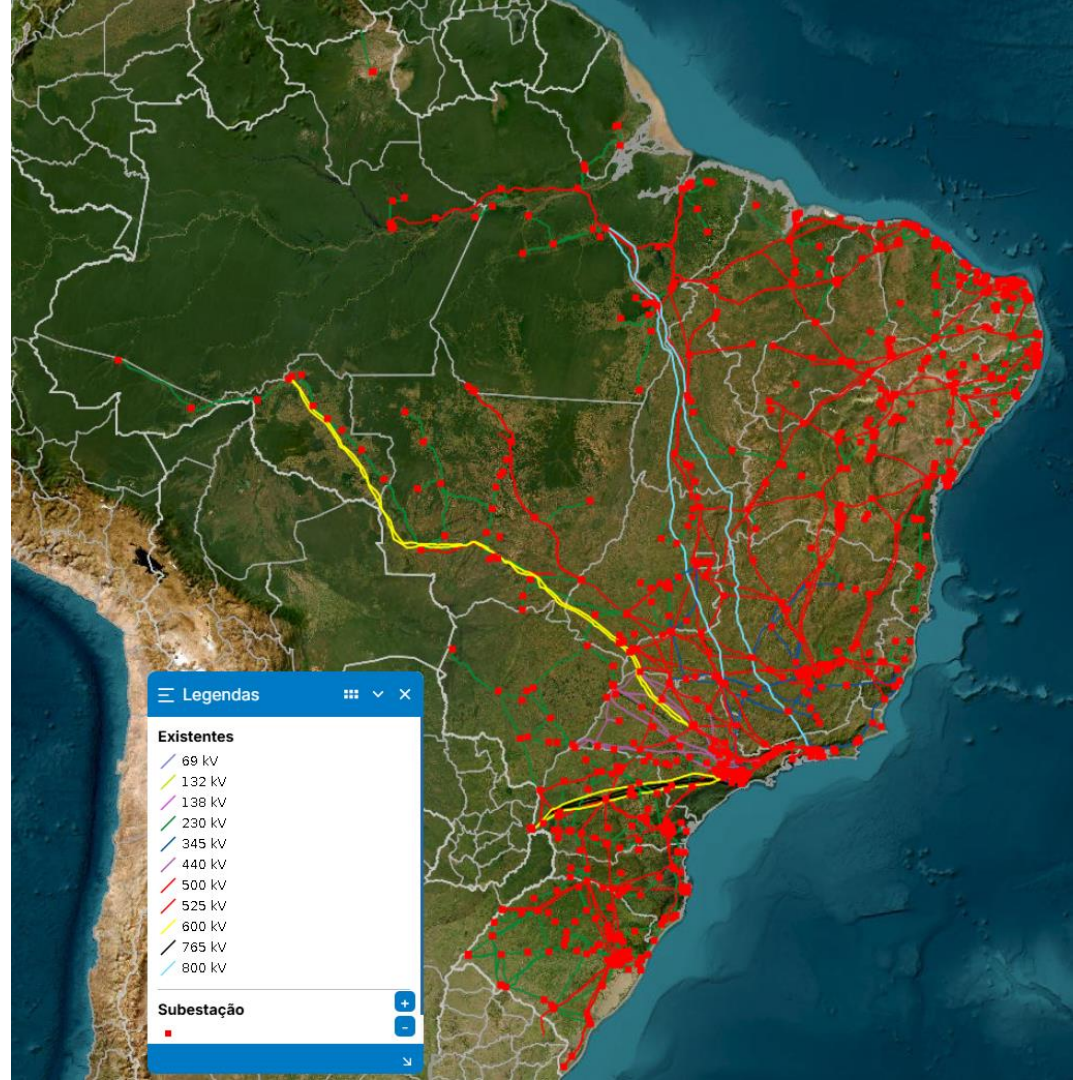 Legendas
Existentes
69 kV
132 kV
138 kV
230 kV
345 kV
440 kV
500 kV
525 kV
600 kV
765 kV
800 kV
Subestação
+
-